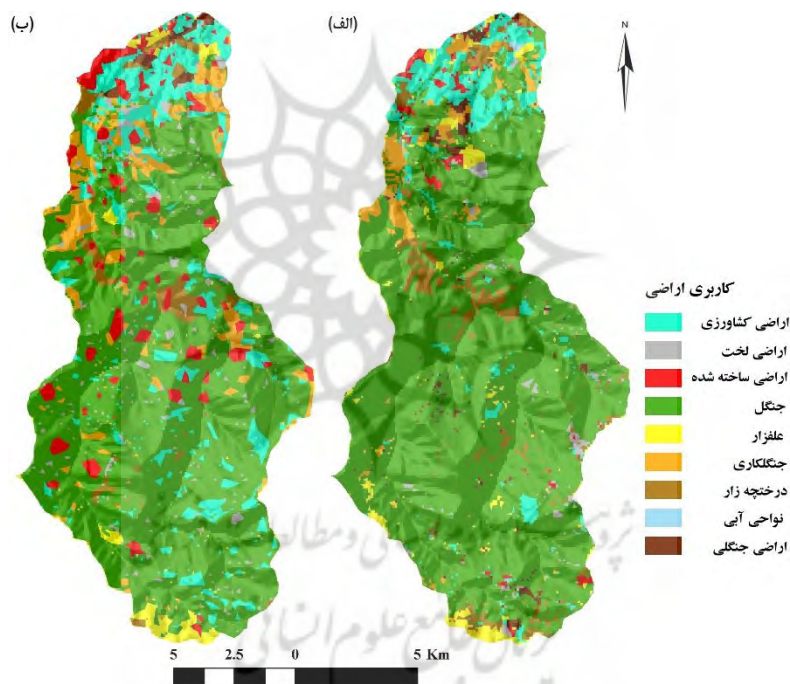 (الف)
(ب)
N
کاربری اراضی
اراضی کشاورزی
اراضی لخت
اراضی ساخته شده
جنگل
علفزار
جنگلکاری
درختچه زار
نواحی آبی
اراضی جنگلی
5 2.5 0 5 Km